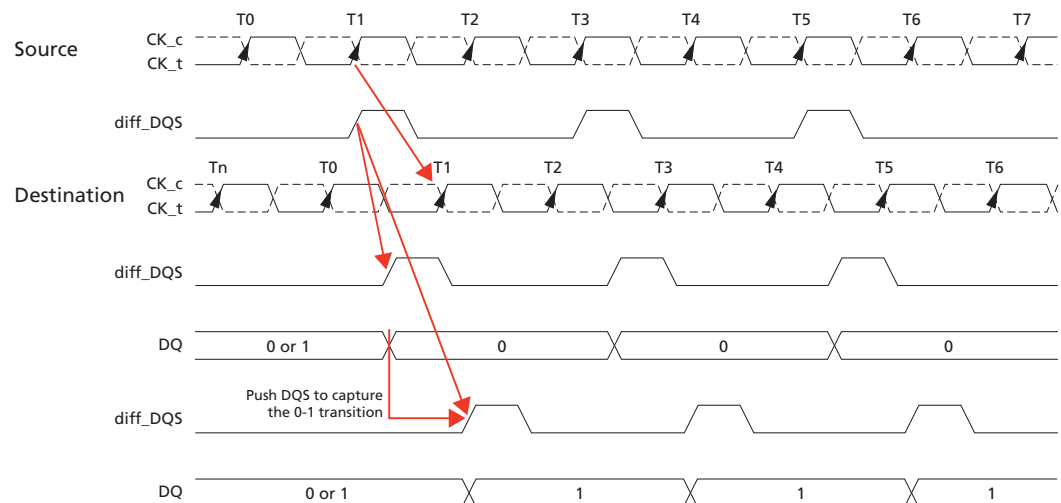 T0 T1 T2 T3 T4 T5 T6 T7
Source
CK_c
CK_t
diff_DQS
Tn T0 T1 T2 T3 T4 T5 T6
Destination
CK_c
CK_t
diff_DQS
DQ 0 or 1 0 0 0
Push DQS to capture
the 0-1 transition
diff_DQS
DQ 0 or 1 1 1 1